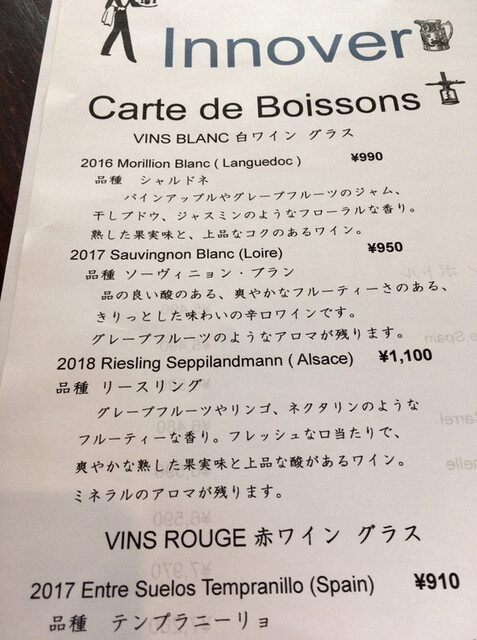 Innover
Carte de Boissons
VINS BLANC 白ワイン グラス
2016 Morillion Blanc ( Languedoc ) ¥990
品種 シャルドネ
パインアップルやグレープフルーツのジャム、
干しブドウ、ジャスミンのようなフローラルな香り。
熟した果実味と、上品なコクのあるワイン。
2017 Sauvingnon Blanc (Loire) ¥950
品種 ソーヴィニョン・ブラン
品の良い酸のある、爽やかなフルーティーさのある、
きりっとした味わいの辛口ワインです。
グレープフルーツのようなアロマが残ります。
2018 Riesling Seppilandmann ( Alsace) ¥1,100
品種 リースリング
グレープフルーツやリンゴ、ネクタリンのような
フルーティーな香り。フレッシュな口当たりで、
爽やかな熟した果実味と上品な酸があるワイン。
ミネラルのアロマが残ります。
VINS ROUGE 赤ワイン グラス
2017 Entre Suelos Tempranillo (Spain) ¥910
品種 テンプラニーリョ